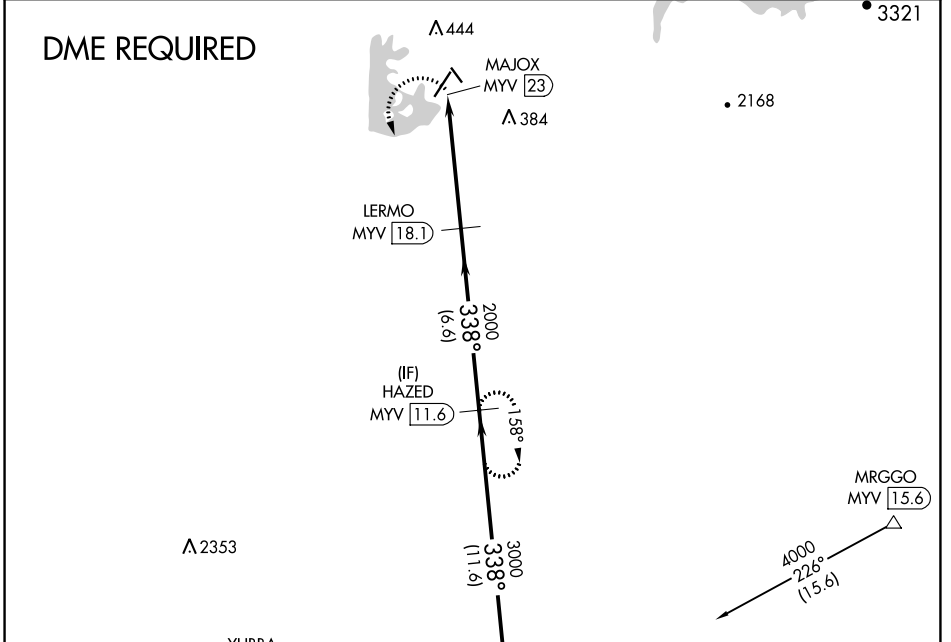 DME REQUIRED
444
3321
MAJOX
MYV 23
2168
384
LERMO
MYV 18.1
2000
338°
(6.6)
(IF)
HAZED
MYV 11.6
158°
MRGGO
MYV 15.6
2353
3000
338°
(11.6)
4000
226°
(15.6)